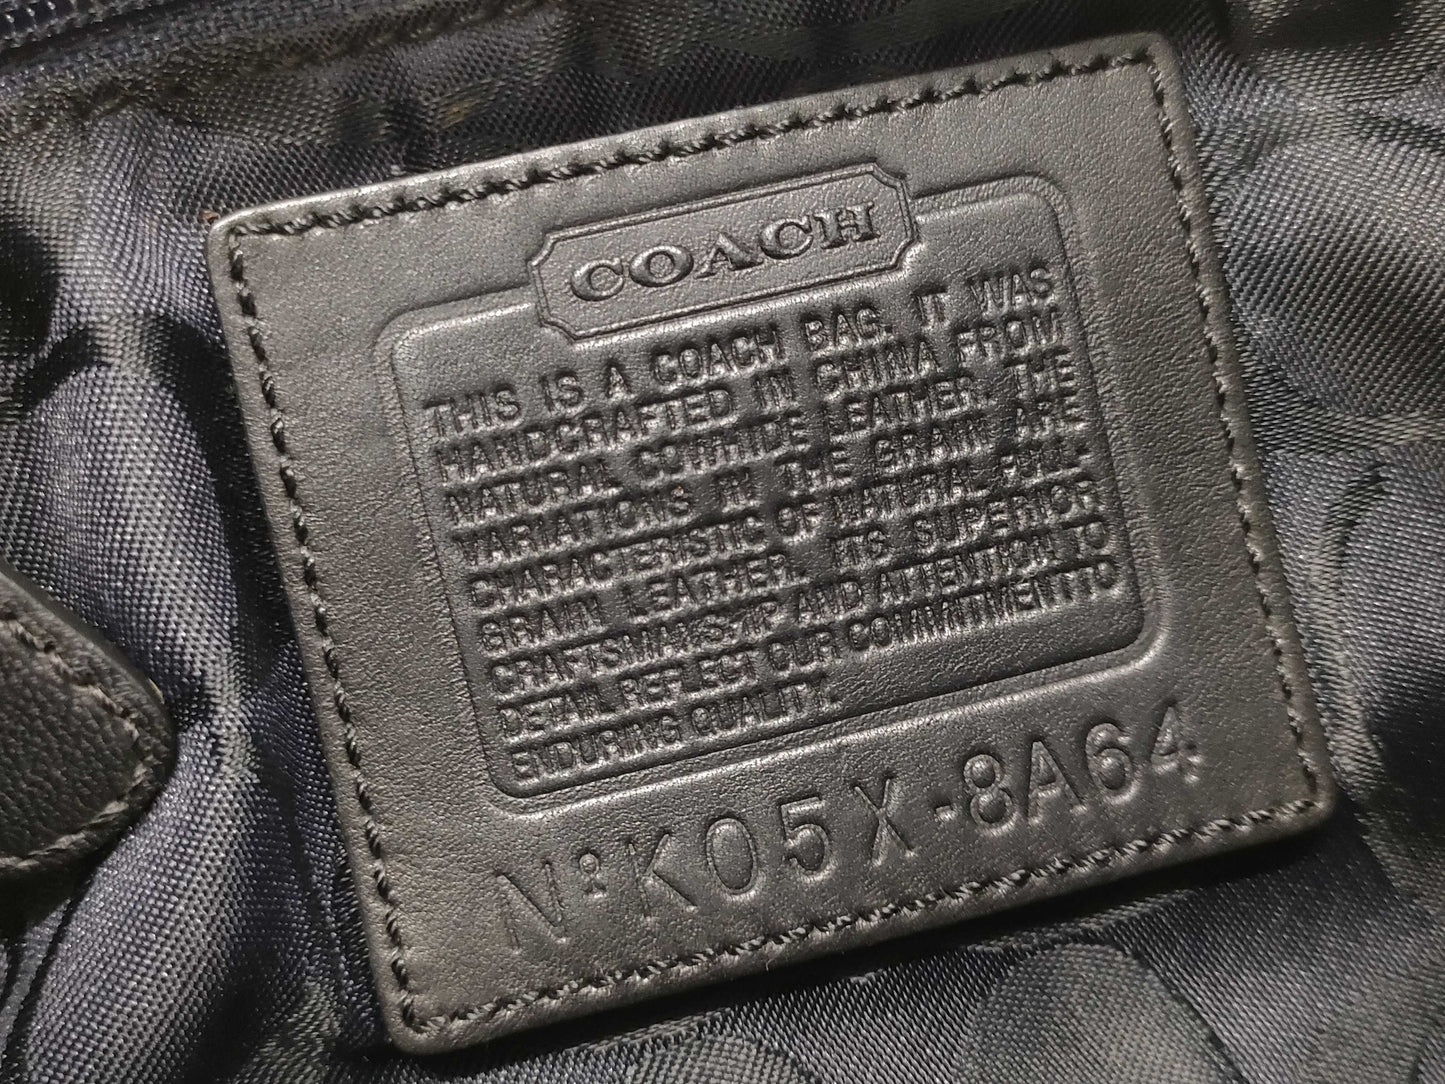 COACH
THIS IS A COACH BAG. IT WAS
HANDCRAFTED IN CHINA FROM
NATURAL COWHIDE LEATHER. THE
VARIATIONS IN THE GRAIN ARE
CHARACTERISTIC OF NATURAL FULL-
GRAIN LEATHER. ITS SUPERIOR
CRAFTSMANSHIP AND ATTENTION TO
DETAIL REFLECT OUR COMMITMENT TO
ENDURING QUALITY.
Nº K05X-8A64